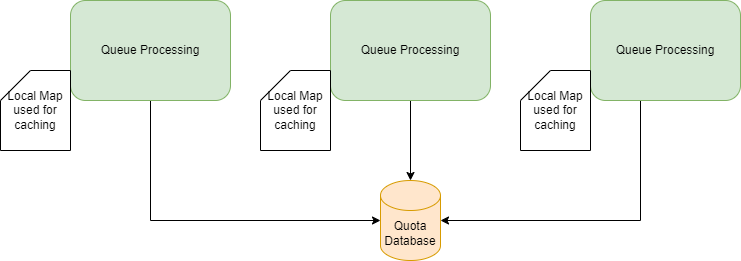 Queue Processing
Queue Processing
Queue Processing
Local Map
used for
caching
Local Map
used for
caching
Local Map
used for
caching
Quota
Database